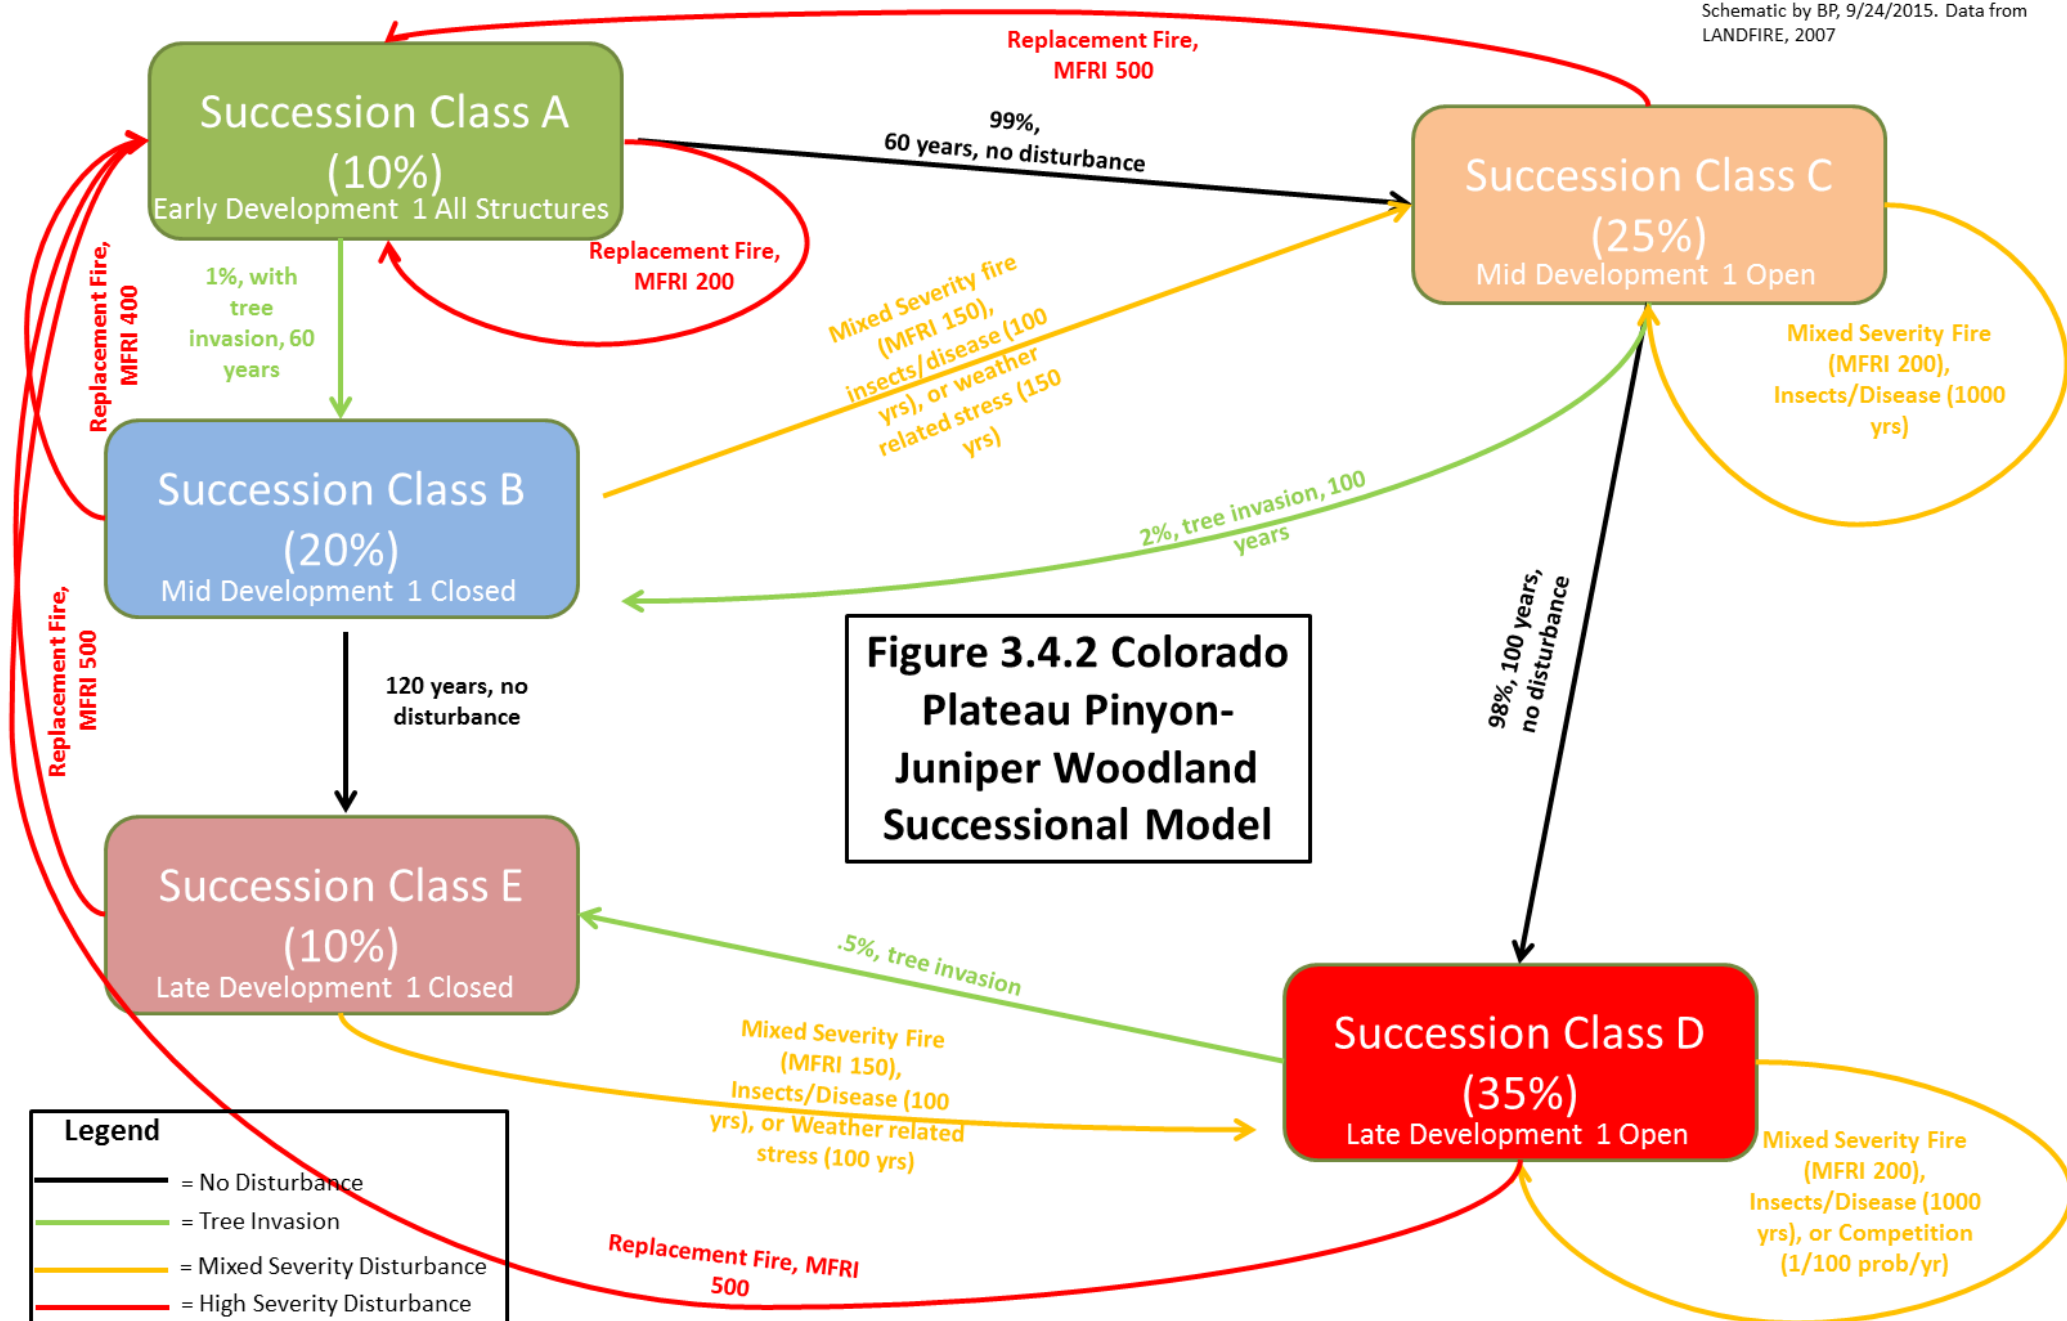 Schematic by BP, 9/24/2015. Data from
LANDFIRE, 2007
Replacement Fire,
MFRI 500
Succession Class A
(10%)
Early Development 1 All Structures
99%,
60 years, no disturbance
Succession Class C
(25%)
Mid Development 1 Open
Replacement Fire,
MFRI 200
1%, with
tree
invasion, 60
years
Replacement Fire,
MFRI 400
Mixed Severity fire
(MFRI 150),
insects/disease (100
yrs), or weather
related stress (150
yrs)
Mixed Severity Fire
(MFRI 200),
Insects/Disease (1000
yrs)
Succession Class B
(20%)
Mid Development 1 Closed
2%, tree invasion, 100
years
98%, 100 years,
no disturbance
Replacement Fire,
MFRI 500
120 years, no
disturbance
Figure 3.4.2 Colorado
Plateau Pinyon-
Juniper Woodland
Successional Model
Succession Class E
(10%)
Late Development 1 Closed
.5%, tree invasion
Succession Class D
(35%)
Late Development 1 Open
Mixed Severity Fire
(MFRI 150),
Insects/Disease (100
yrs), or Weather related
stress (100 yrs)
Mixed Severity Fire
(MFRI 200),
Insects/Disease (1000
yrs), or Competition
(1/100 prob/yr)
Replacement Fire, MFRI
500
Legend
= No Disturbance
= Tree Invasion
= Mixed Severity Disturbance
= High Severity Disturbance